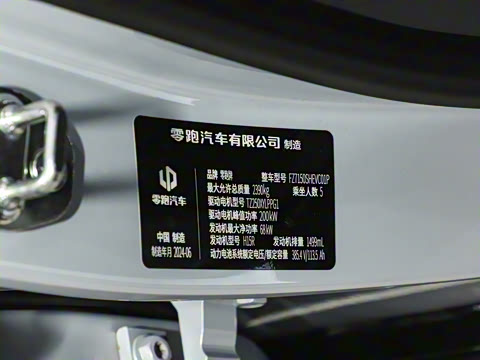 零跑汽车有限公司 制造
品牌 零跑牌 整车型号 FZ7150SHEVC01P
最大允许总质量 2390kg 乘坐人数 5
驱动电机型号 TZ250XYLPPG1
驱动电机峰值功率 200kW
发动机最大净功率 68kW
发动机型号 H15R 发动机排量 1499mL
动力电池系统额定电压/额定容量 385.4 V/113.5 Ah
零跑汽车
中国 制造
制造年月 2024-06